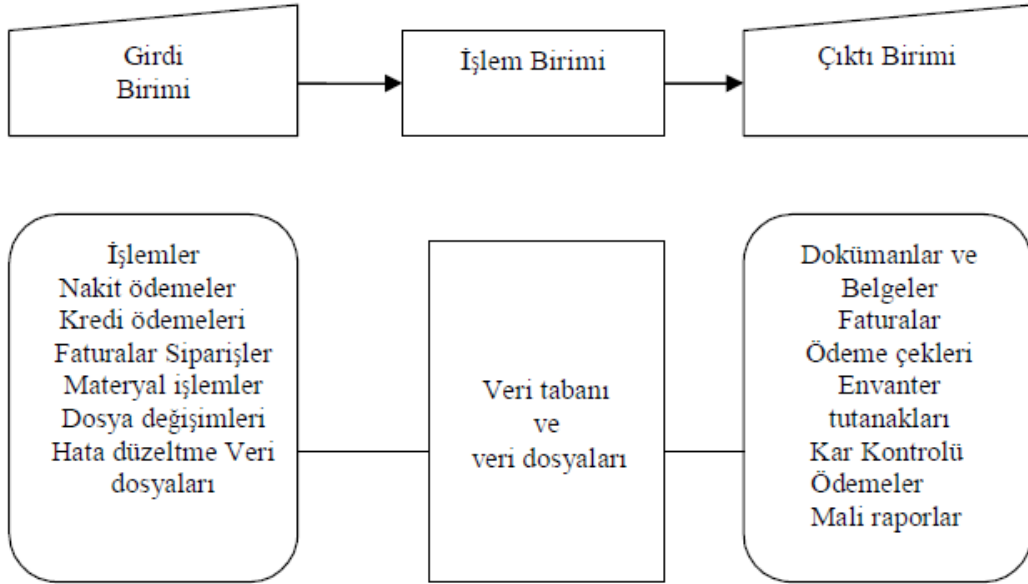 Girdi
Birimi
İşlem Birimi
Çıktı Birimi
İşlemler
Nakit ödemeler
Kredi ödemeleri
Faturalar Siparişler
Materyal işlemler
Dosya değişimleri
Hata düzeltme Veri
dosyaları
Veri tabanı
ve
veri dosyaları
Dokümanlar ve
Belgeler
Faturalar
Ödeme çekleri
Envanter
tutanakları
Kar Kontrolü
Ödemeler
Mali raporlar